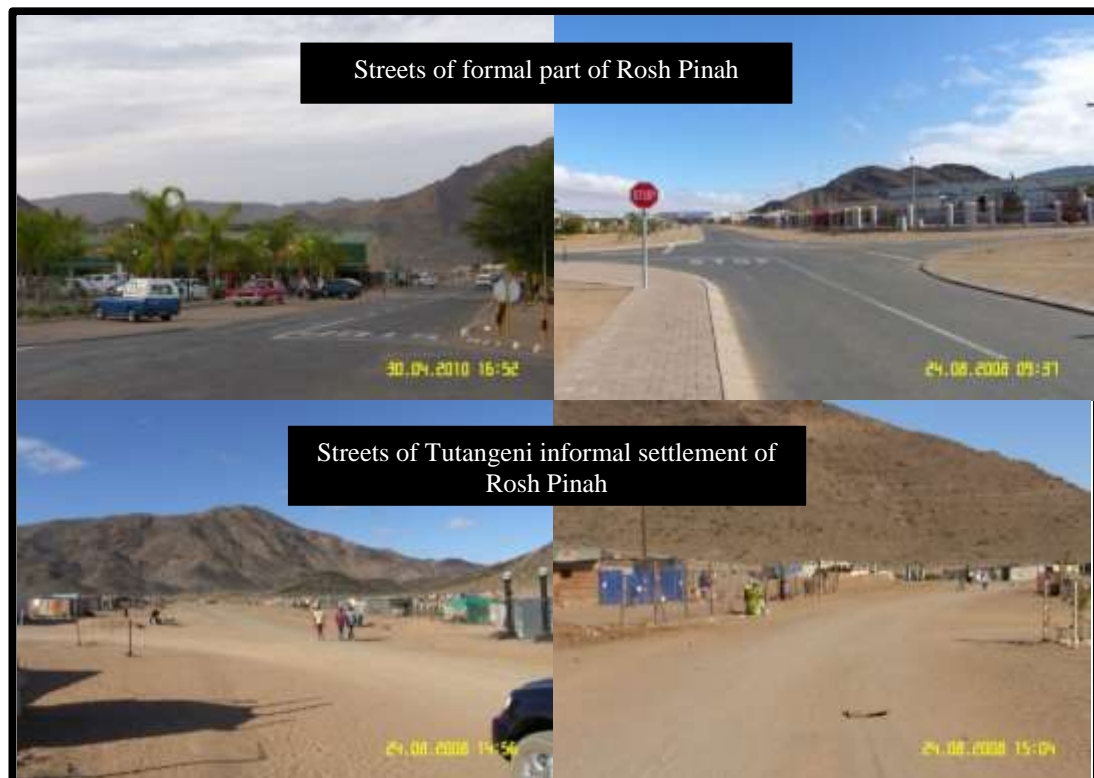 Streets of formal part of Rosh Pinah
STOP
30.04.2010 16:52
24.08.2008 09:37
Streets of Tutangeni informal settlement of
Rosh Pinah
24.08.2008 14:56
24.08.2008 15:04